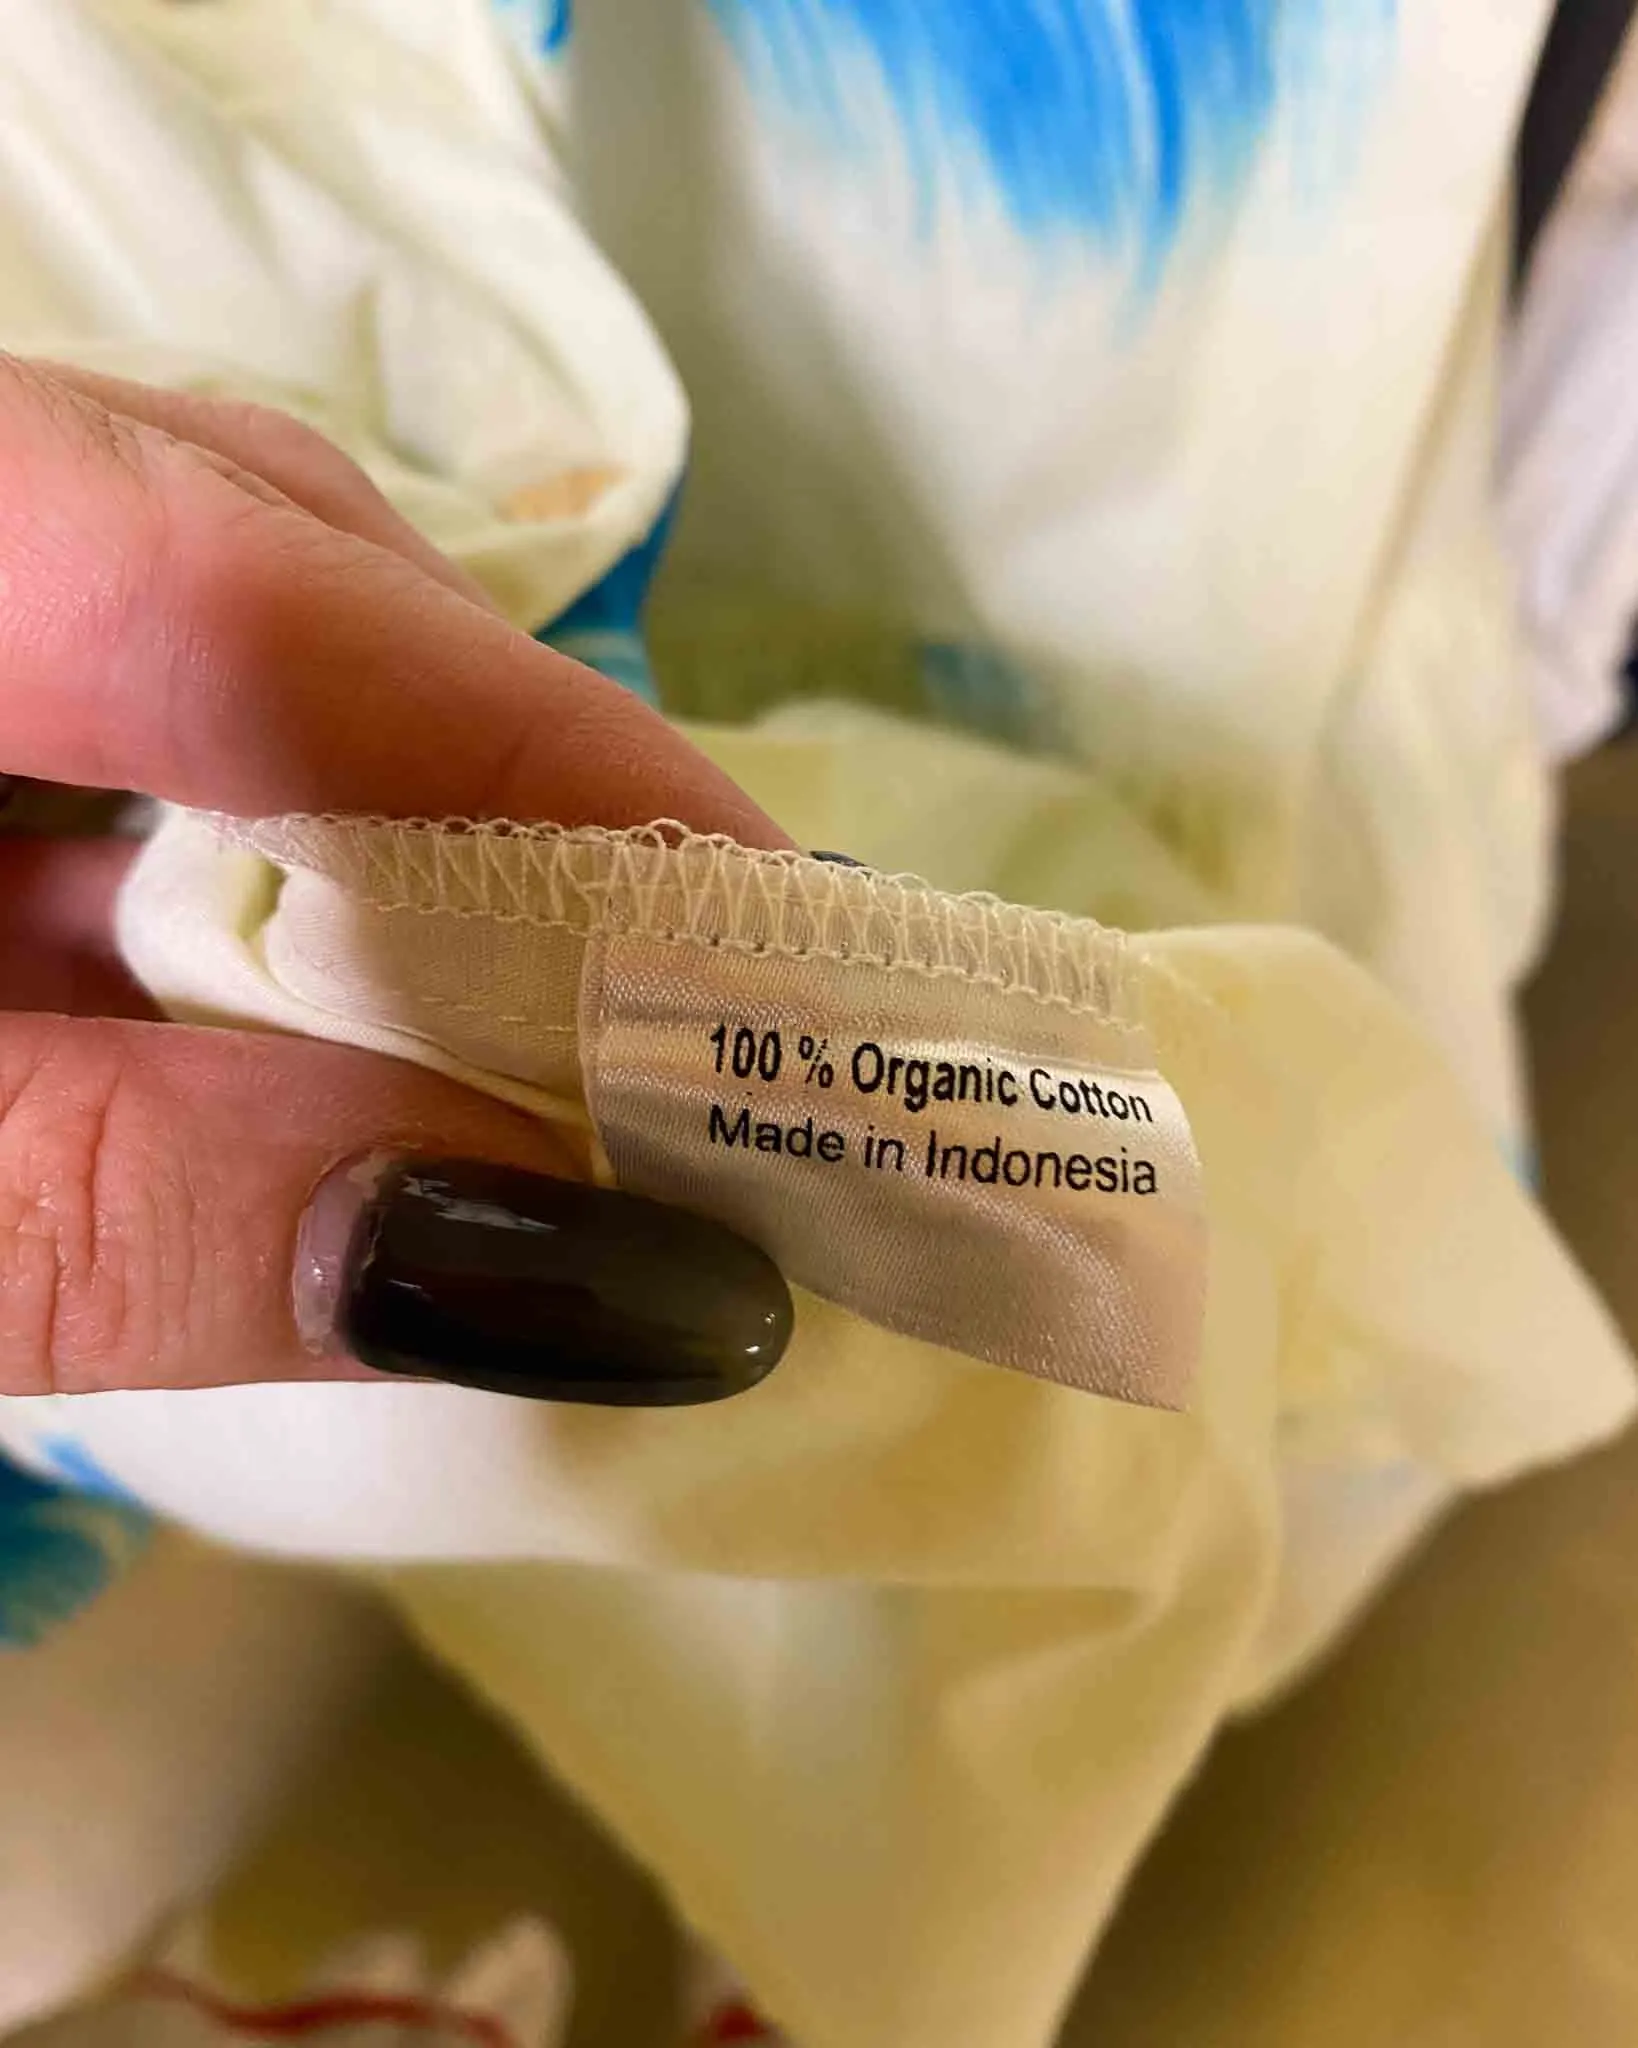 100 % Organic Cotton
Made in Indonesia